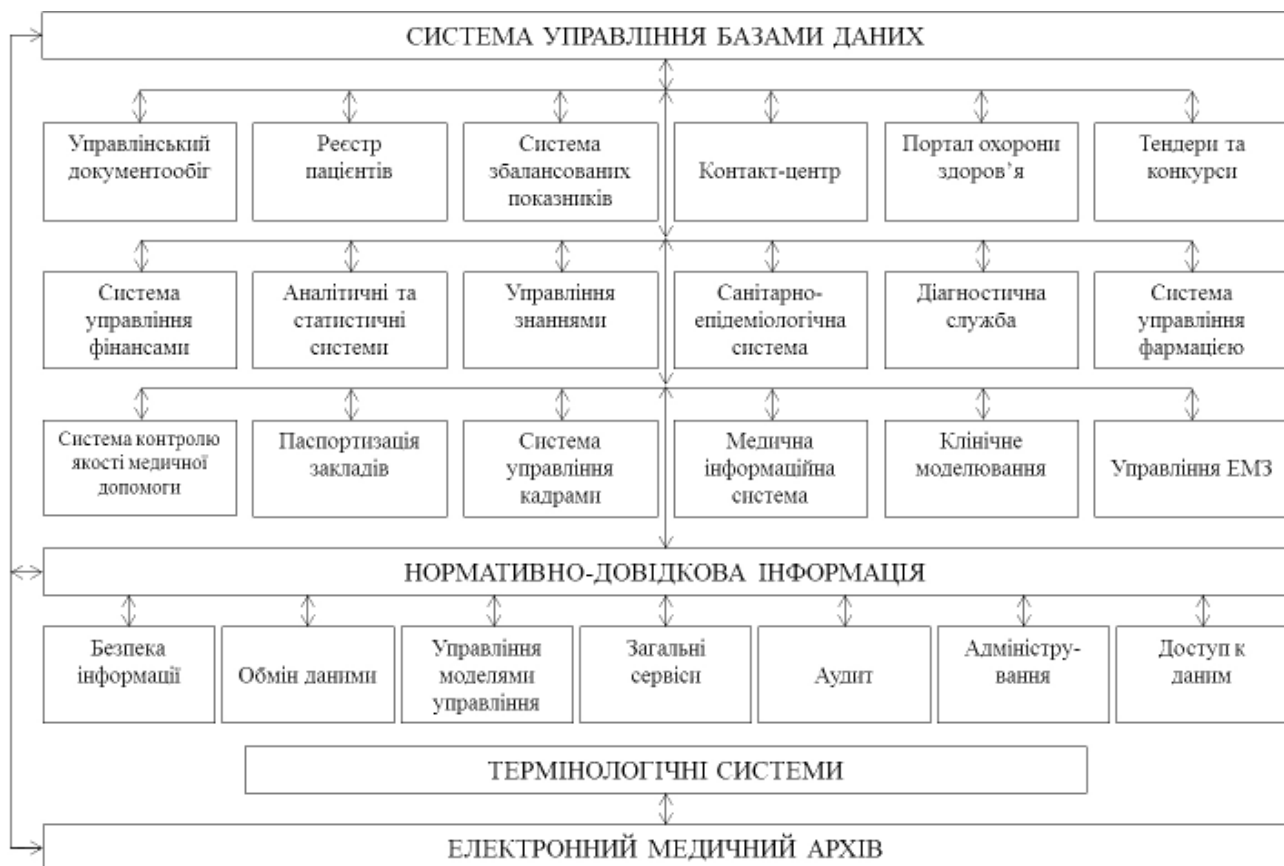 СИСТЕМА УПРАВЛІННЯ БАЗАМИ ДАНИХ
Управлінський
документообіг
Реєстр
пацієнтів
Система
збалансованих
показників
Контакт-центр
Портал охорони
здоров’я
Тендери та
конкурси
Система
управління
фінансами
Аналітичні та
статистичні
системи
Управління
знаннями
Санітарно-
епідеміологічна
система
Діагностична
служба
Система
управління
фармацією
Система контролю
якості медичної
допомоги
Паспортизація
закладів
Система
управління
кадрами
Медична
інформаційна
система
Клінічне
моделювання
Управління ЕМЗ
НОРМАТИВНО-ДОВІДКОВА ІНФОРМАЦІЯ
Безпека
інформації
Обмін даними
Управління
моделями
управління
Загальні
сервіси
Аудит
Адміністру-
вання
Доступ к
даним
ТЕРМІНОЛОГІЧНІ СИСТЕМИ
ЕЛЕКТРОННИЙ МЕДИЧНИЙ АРХІВ